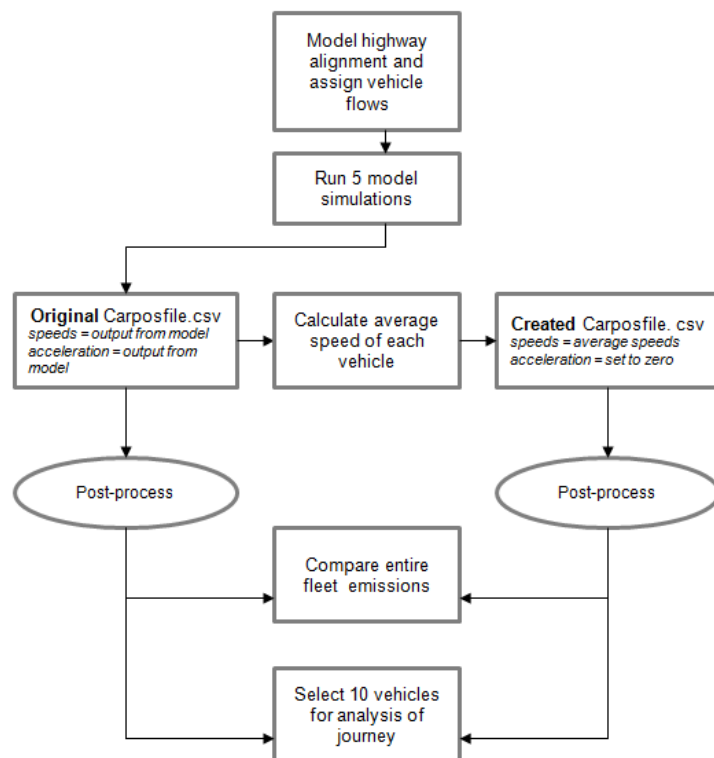 Model highway
alignment and
assign vehicle
flows
Run 5 model
simulations
Original Carposfile.csv
speeds = output from model
acceleration = output from
model
Calculate average
speed of each
vehicle
Created Carposfile. csv
speeds = average speeds
acceleration = set to zero
Post-process
Post-process
Compare entire
fleet emissions
Select 10 vehicles
for analysis of
journey